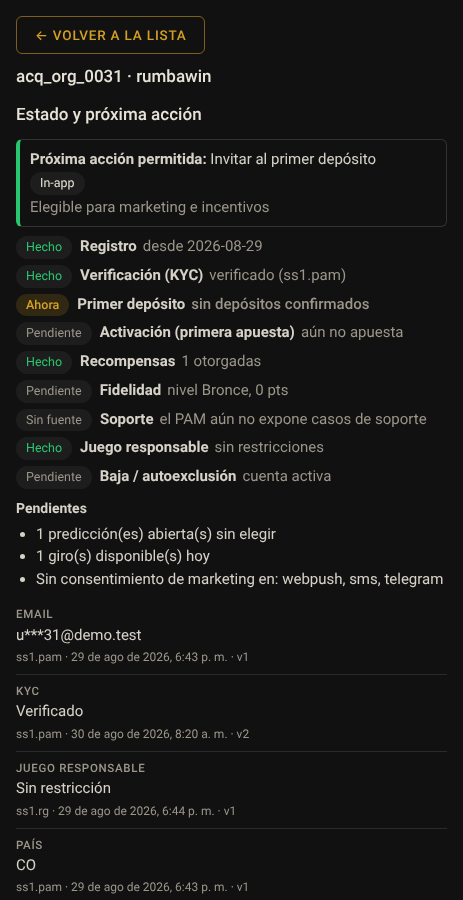 ← VOLVER A LA LISTA
acq_org_0031 · rumbawin
Estado y próxima acción
Próxima acción permitida: Invitar al primer depósito
In-app
Elegible para marketing e incentivos
Hecho Registro desde 2026-08-29
Hecho Verificación (KYC) verificado (ss1.pam)
Ahora Primer depósito sin depósitos confirmados
Pendiente Activación (primera apuesta) aún no apuesta
Hecho Recompensas 1 otorgadas
Pendiente Fidelidad nivel Bronce, 0 pts
Sin fuente Soporte el PAM aún no expone casos de soporte
Hecho Juego responsable sin restricciones
Pendiente Baja / autoexclusión cuenta activa
Pendientes
• 1 predicción(es) abierta(s) sin elegir
• 1 giro(s) disponible(s) hoy
• Sin consentimiento de marketing en: webpush, sms, telegram
EMAIL
u***31@demo.test
ss1.pam · 29 de ago de 2026, 6:43 p. m. · v1
KYC
Verificado
ss1.pam · 30 de ago de 2026, 8:20 a. m. · v2
JUEGO RESPONSABLE
Sin restricción
ss1.rg · 29 de ago de 2026, 6:44 p. m. · v1
PAÍS
CO
ss1.pam · 29 de ago de 2026, 6:43 p. m. · v1